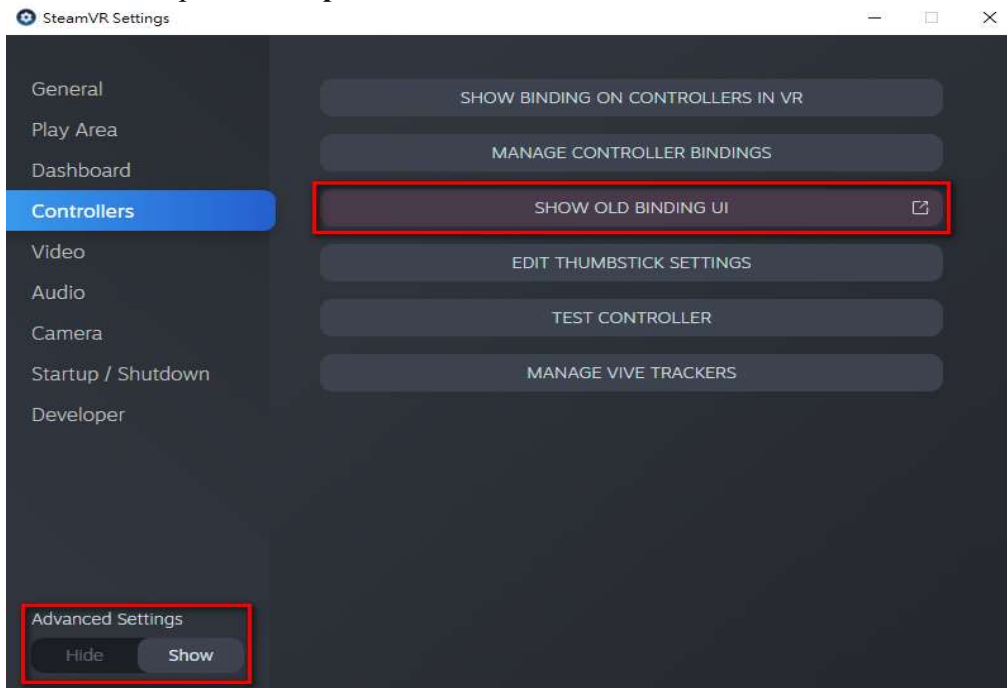 SteamVR Settings
General
Play Area
Dashboard
Controllers
Video
Audio
Camera
Startup / Shutdown
Developer
Advanced Settings
Hide Show
SHOW BINDING ON CONTROLLERS IN VR
MANAGE CONTROLLER BINDINGS
SHOW OLD BINDING UI
EDIT THUMBSTICK SETTINGS
TEST CONTROLLER
MANAGE VIVE TRACKERS